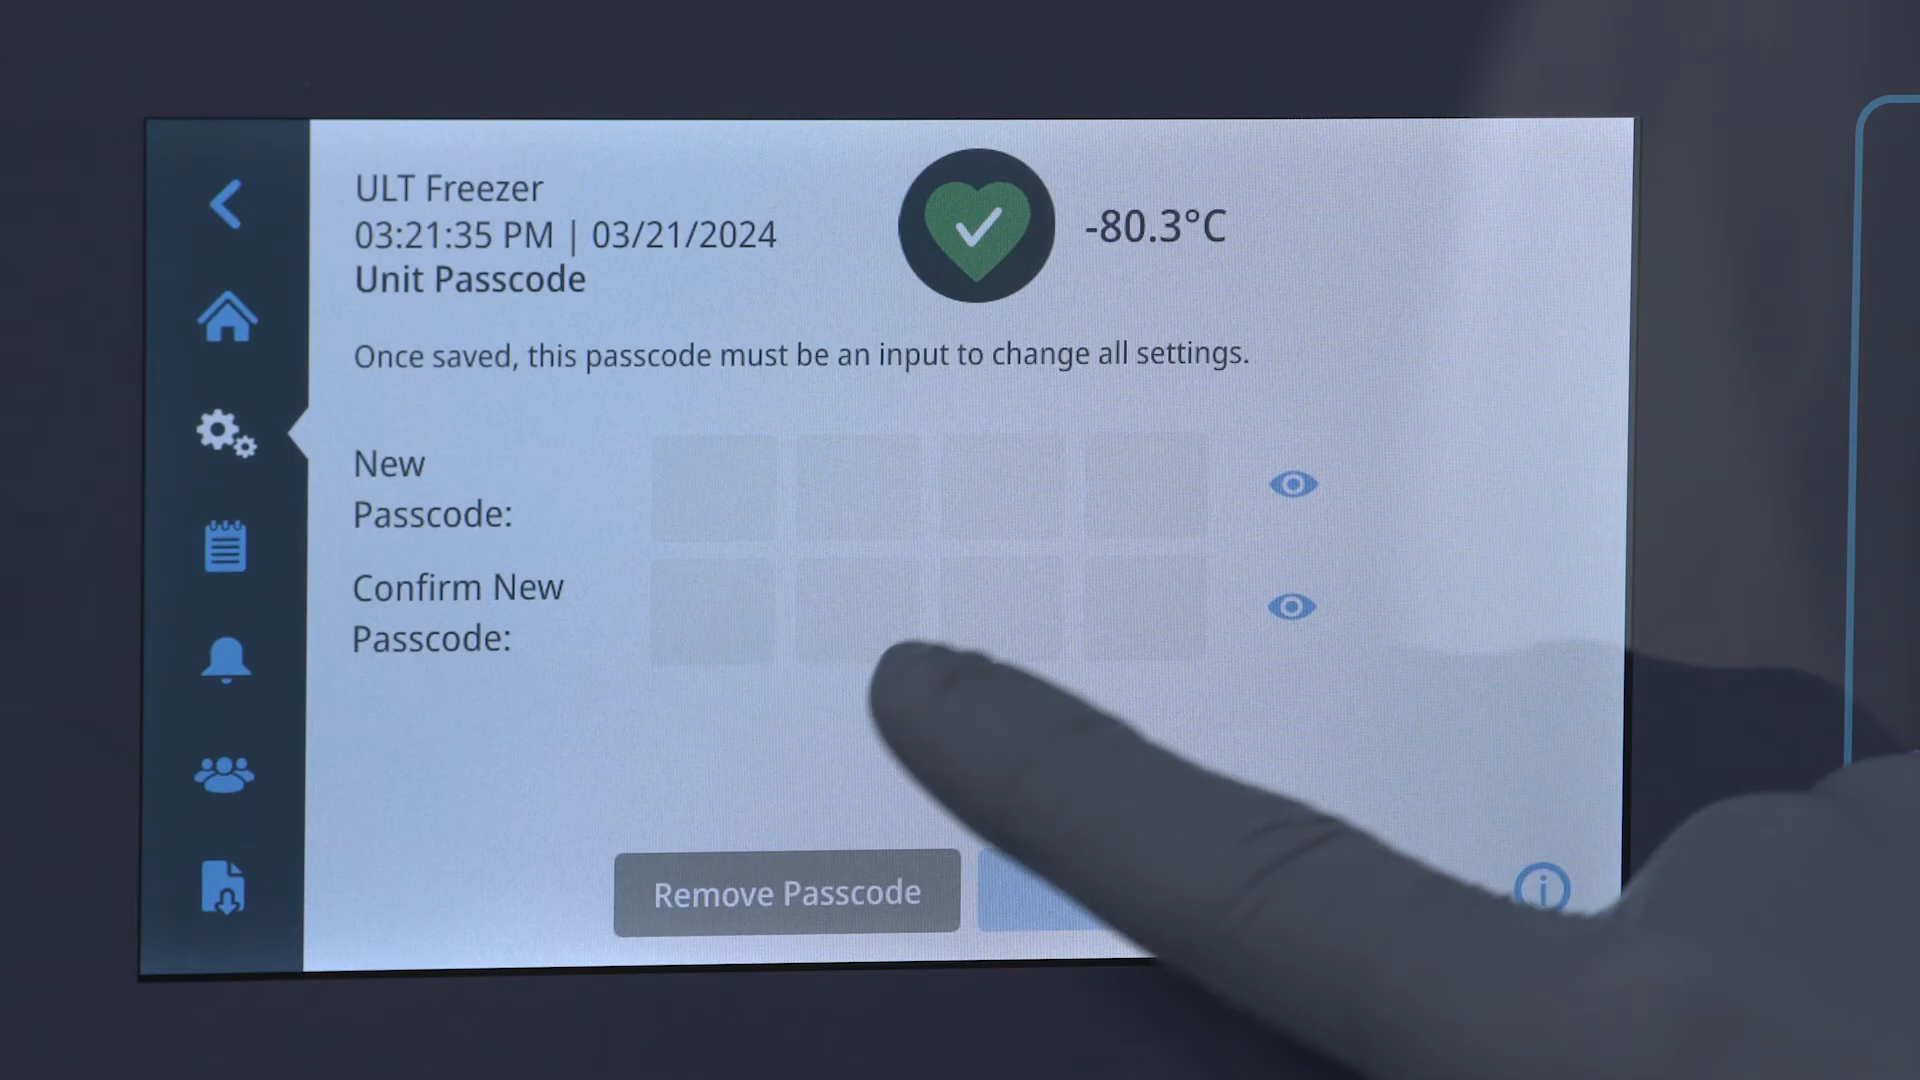 ULT Freezer
03:21:35 PM | 03/21/2024
Unit Passcode
-80.3°C
Once saved, this passcode must be an input to change all settings.
New
Passcode:
Confirm New
Passcode:
Remove Passcode